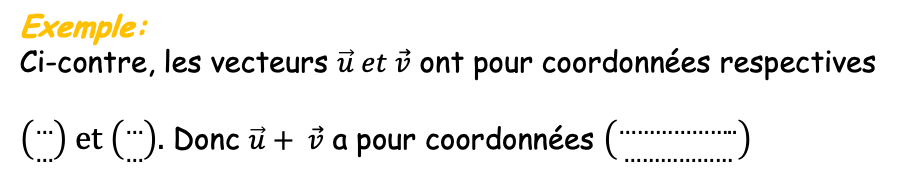 Exemple:
Ci-contre, les vecteurs u⃗ et v⃗ ont pour coordonnées respectives
(... ...) et (... ...). Donc u⃗ + v⃗ a pour coordonnées (.................... ..................)